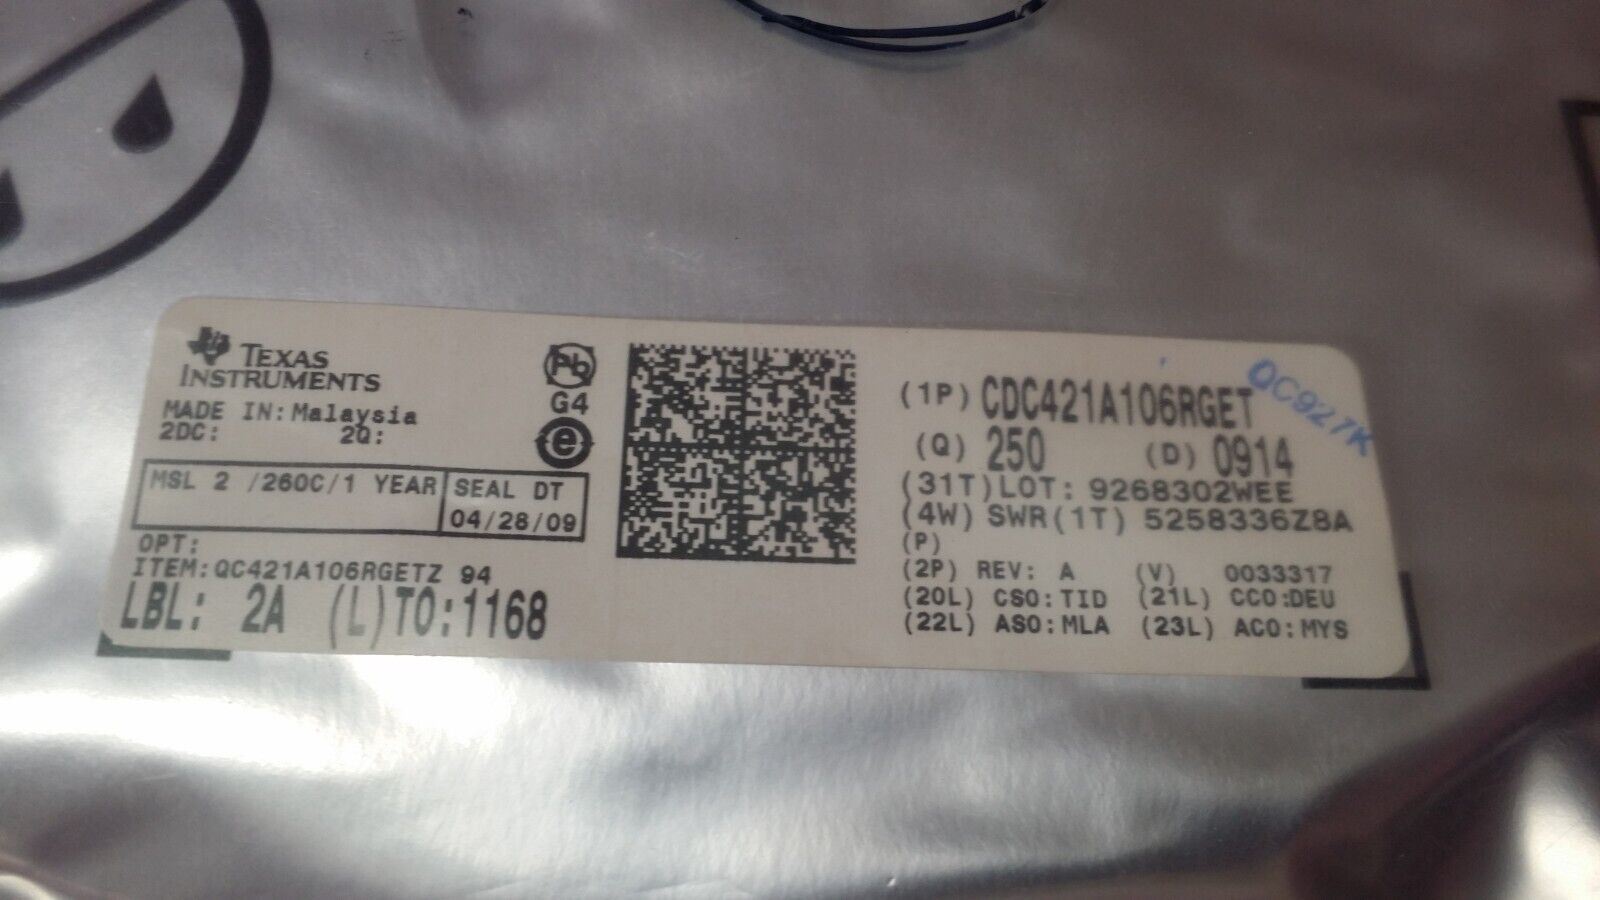 TEXAS
INSTRUMENTS
MADE IN: Malaysia
2DC: 2Q:
Pb
G4
e
MSL 2 /260C/1 YEAR
SEAL DT
04/28/09
OPT:
ITEM: QC421A106RGETZ 94
LBL: 2A (L)TO:1168
(1P) CDC421A106RGET
QC927K
(Q) 250 (D) 0914
(31T)LOT: 9268302WEE
(4W) SWR(1T) 5258336Z8A
(P)
(2P) REV: A (V) 0033317
(20L) CSO:TID (21L) CCO:DEU
(22L) ASO:MLA (23L) ACO:MYS